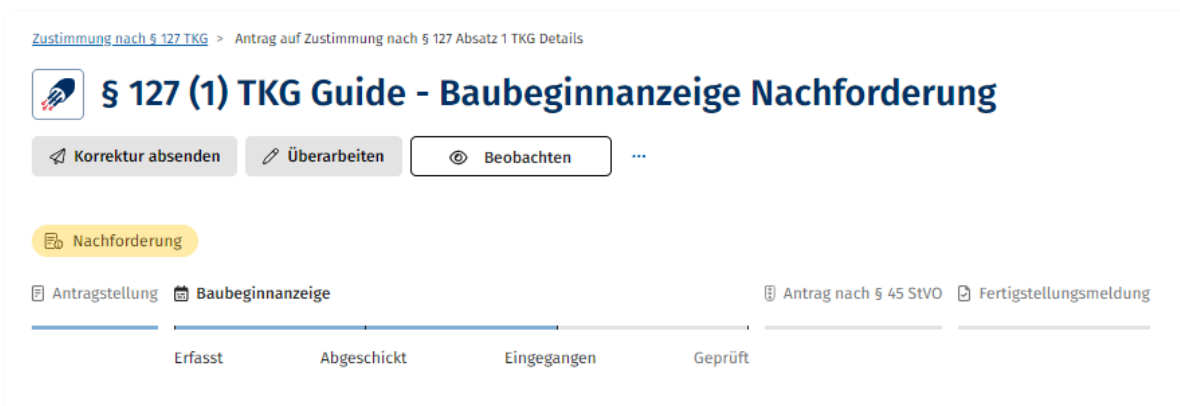 Zustimmung nach § 127 TKG > Antrag auf Zustimmung nach § 127 Absatz 1 TKG Details
§ 127 (1) TKG Guide - Baubeginnanzeige Nachforderung
Korrektur absenden Überarbeiten Beobachten ...
Nachforderung
Antragstellung Baubeginnanzeige Antrag nach § 45 StVO Fertigstellungsmeldung
Erfasst Abgeschickt Eingegangen Geprüft